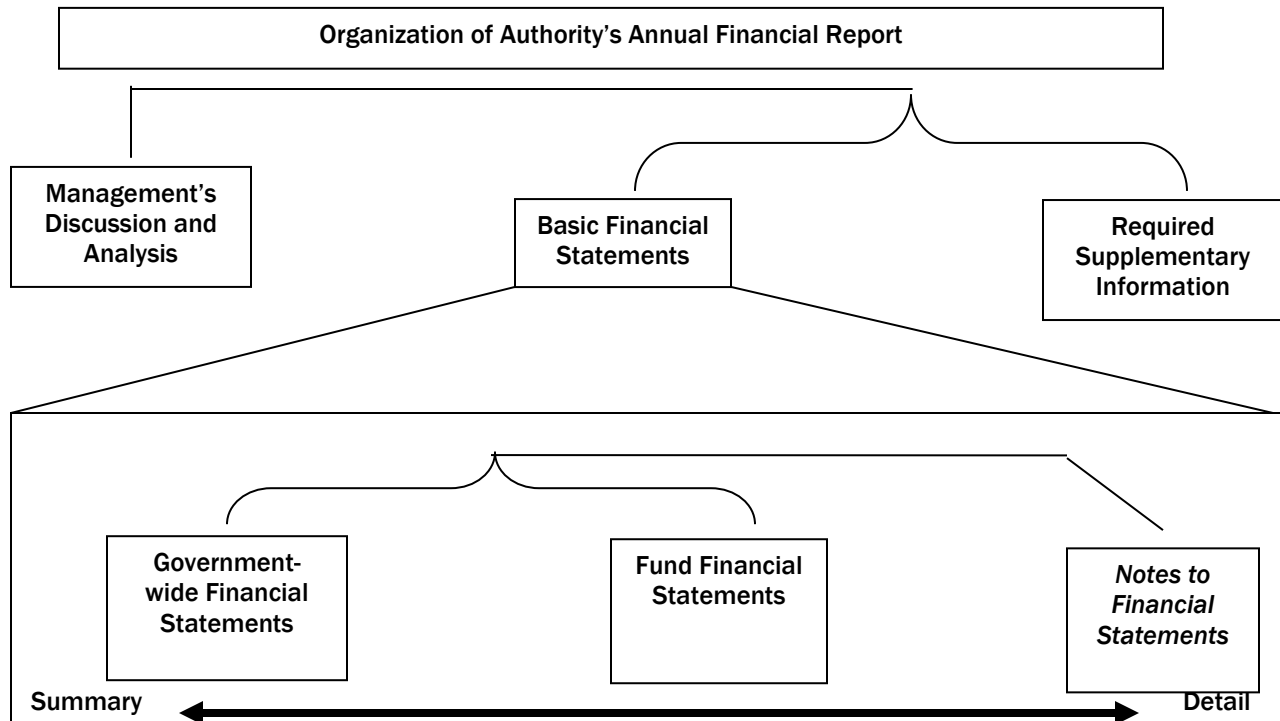 Organization of Authority’s Annual Financial Report
Management’s
Discussion and
Analysis
Basic Financial
Statements
Required
Supplementary
Information
Government-
wide Financial
Statements
Fund Financial
Statements
Notes to
Financial
Statements
Summary
Detail